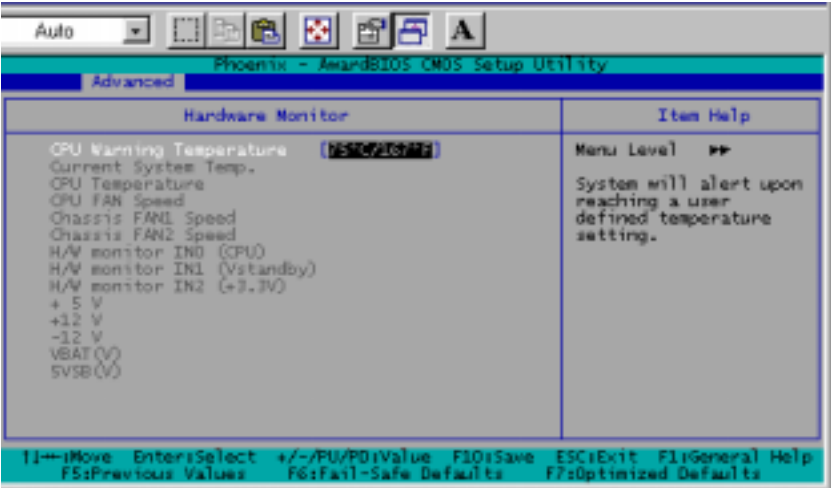 Auto
A
Phoenix - AwardBIOS CMOS Setup Utility
Advanced
Hardware Monitor
Item Help
CPU Warning Temperature [75°C/167°F]
Current System Temp.
CPU Temperature
CPU FAN Speed
Chassis FAN1 Speed
Chassis FAN2 Speed
H/W monitor IN0 (CPU)
H/W monitor IN1 (Vstandby)
H/W monitor IN2 (+3.3V)
+ 5 V
+12 V
-12 V
VBAT(V)
5VSB(V)
Menu Level ►►
System will alert upon
reaching a user
defined temperature
setting.
↑↓→←:Move Enter:Select +/-/PU/PD:Value F10:Save ESC:Exit F1:General Help
F5:Previous Values F6:Fail-Safe Defaults F7:Optimized Defaults